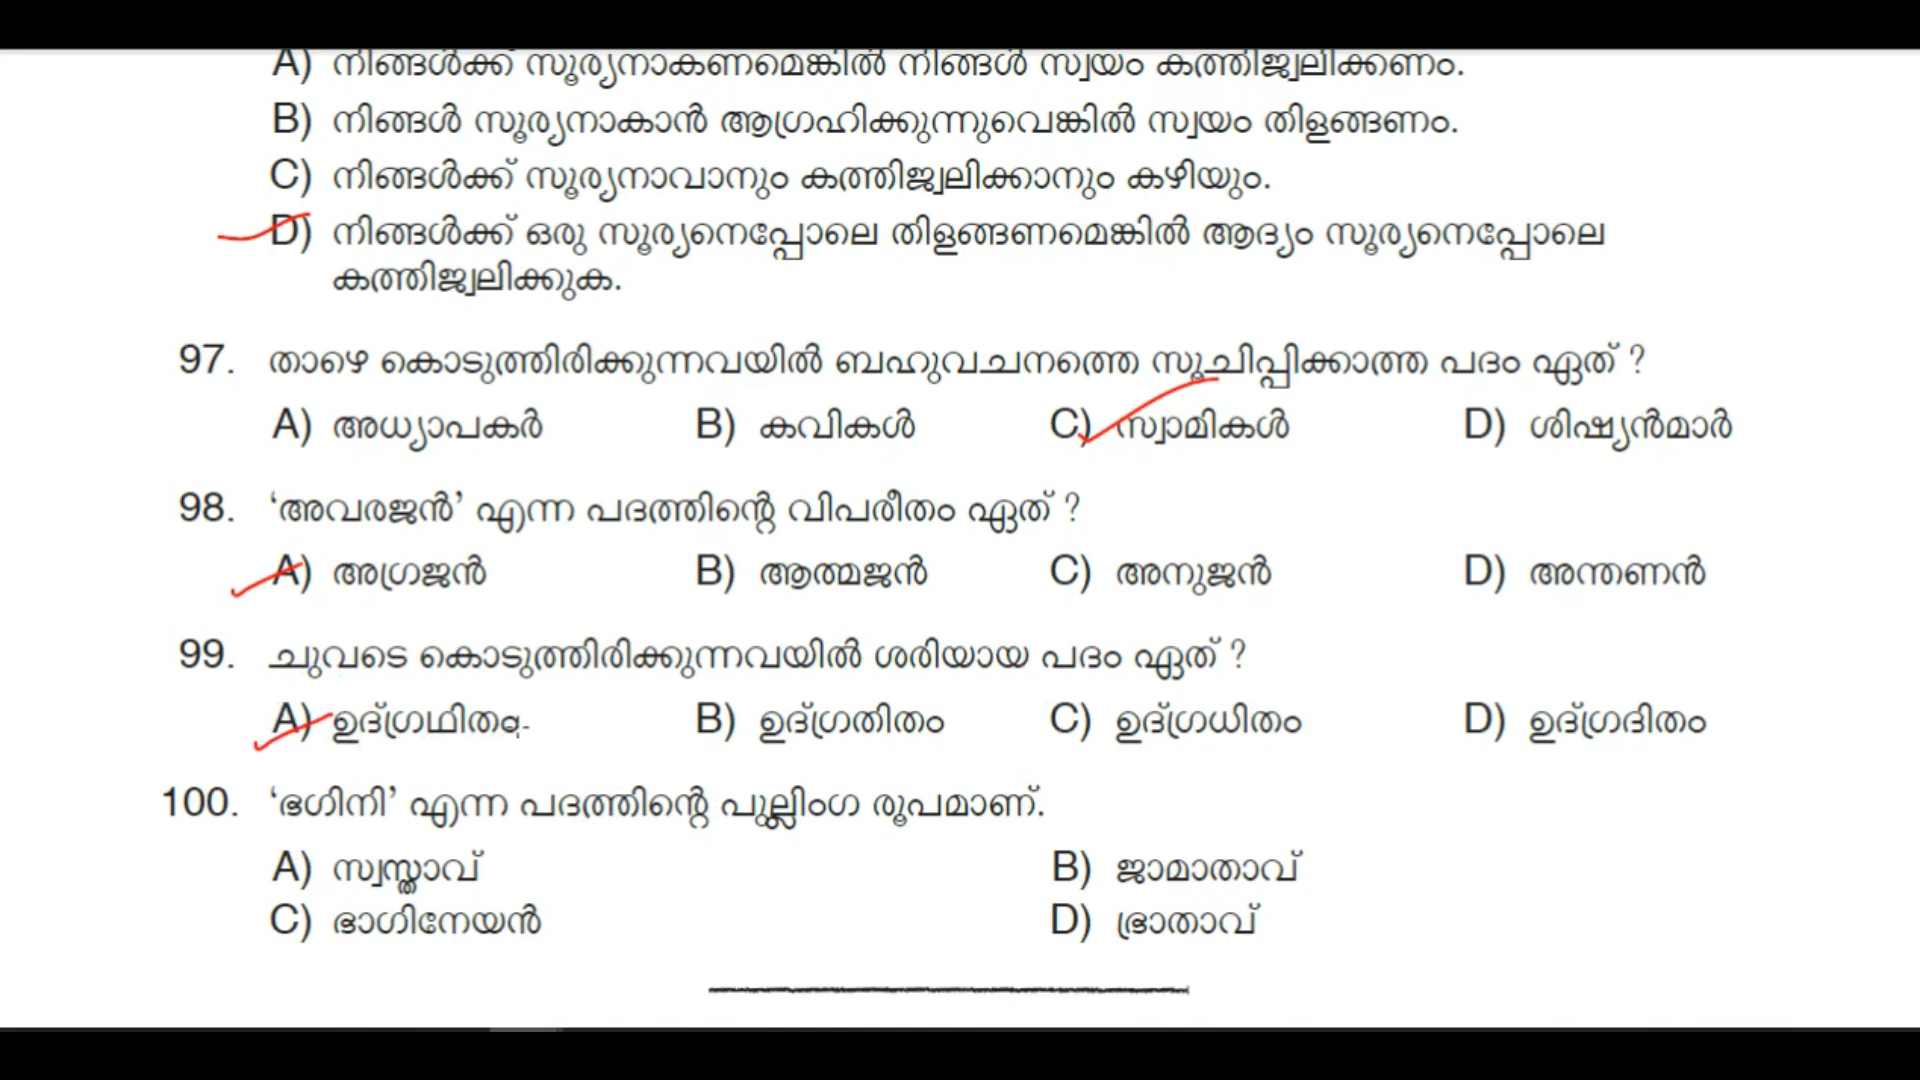 A) നിങ്ങൾക്ക് സൂര്യനാകണമെങ്കിൽ നിങ്ങൾ സ്വയം കത്തിജ്വലിക്കണം.
B) നിങ്ങൾ സൂര്യനാകാൻ ആഗ്രഹിക്കുന്നുവെങ്കിൽ സ്വയം തിളങ്ങണം.
C) നിങ്ങൾക്ക് സൂര്യനാവാനും കത്തിജ്വലിക്കാനും കഴിയും.
D) നിങ്ങൾക്ക് ഒരു സൂര്യനെപ്പോലെ തിളങ്ങണമെങ്കിൽ ആദ്യം സൂര്യനെപ്പോലെ
കത്തിജ്വലിക്കുക.
97. താഴെ കൊടുത്തിരിക്കുന്നവയിൽ ബഹുവചനത്തെ സൂചിപ്പിക്കാത്ത പദം ഏത് ?
A) അധ്യാപകർ B) കവികൾ C) സ്വാമികൾ D) ശിഷ്യൻമാർ
98. ‘അവരജൻ’ എന്ന പദത്തിന്റെ വിപരീതം ഏത് ?
A) അഗ്രജൻ B) ആത്മജൻ C) അനുജൻ D) അന്തണൻ
99. ചുവടെ കൊടുത്തിരിക്കുന്നവയിൽ ശരിയായ പദം ഏത് ?
A) ഉദ്ഗ്രഥിതം B) ഉദ്ഗ്രതിതം C) ഉദ്ഗ്രധിതം D) ഉദ്ഗ്രദിതം
100. ‘ഭഗിനി’ എന്ന പദത്തിന്റെ പുല്ലിംഗ രൂപമാണ്.
A) സ്വസ്താവ് B) ജാമാതാവ്
C) ഭാഗിനേയൻ D) ഭ്രാതാവ്